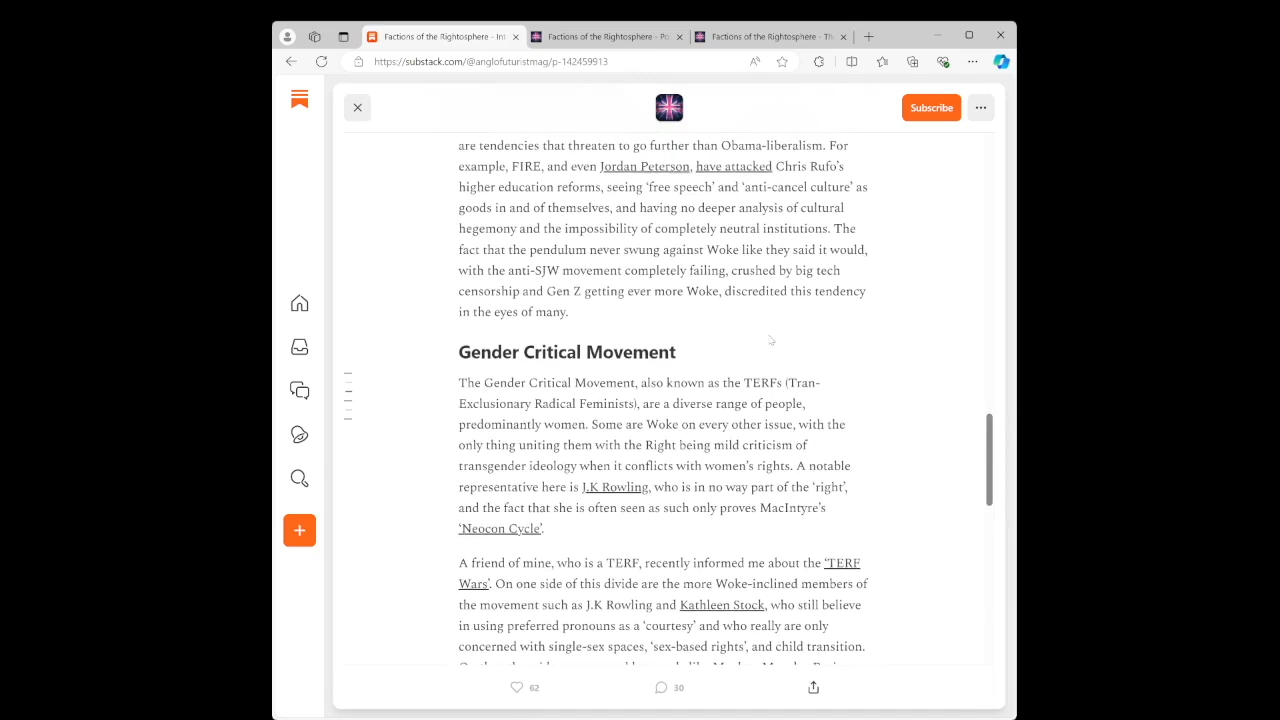 Factions of the Rightosphere - Int
Factions of the Rightosphere - Po
Factions of the Rightosphere - Th
https://substack.com/@anglofuturistmag/p-142459913
Subscribe
are tendencies that threaten to go further than Obama-liberalism. For
example, FIRE, and even Jordan Peterson, have attacked Chris Rufo's
higher education reforms, seeing 'free speech' and 'anti-cancel culture' as
goods in and of themselves, and having no deeper analysis of cultural
hegemony and the impossibility of completely neutral institutions. The
fact that the pendulum never swung against Woke like they said it would,
with the anti-SJW movement completely failing, crushed by big tech
censorship and Gen Z getting ever more Woke, discredited this tendency
in the eyes of many.
Gender Critical Movement
The Gender Critical Movement, also known as the TERFs (Tran-
Exclusionary Radical Feminists), are a diverse range of people,
predominantly women. Some are Woke on every other issue, with the
only thing uniting them with the Right being mild criticism of
transgender ideology when it conflicts with women's rights. A notable
representative here is J.K Rowling, who is in no way part of the 'right',
and the fact that she is often seen as such only proves MacIntyre's
'Neocon Cycle'.
A friend of mine, who is a TERF, recently informed me about the 'TERF
Wars'. On one side of this divide are the more Woke-inclined members of
the movement such as J.K Rowling and Kathleen Stock, who still believe
in using preferred pronouns as a 'courtesy' and who really are only
concerned with single-sex spaces, 'sex-based rights', and child transition.
62
30